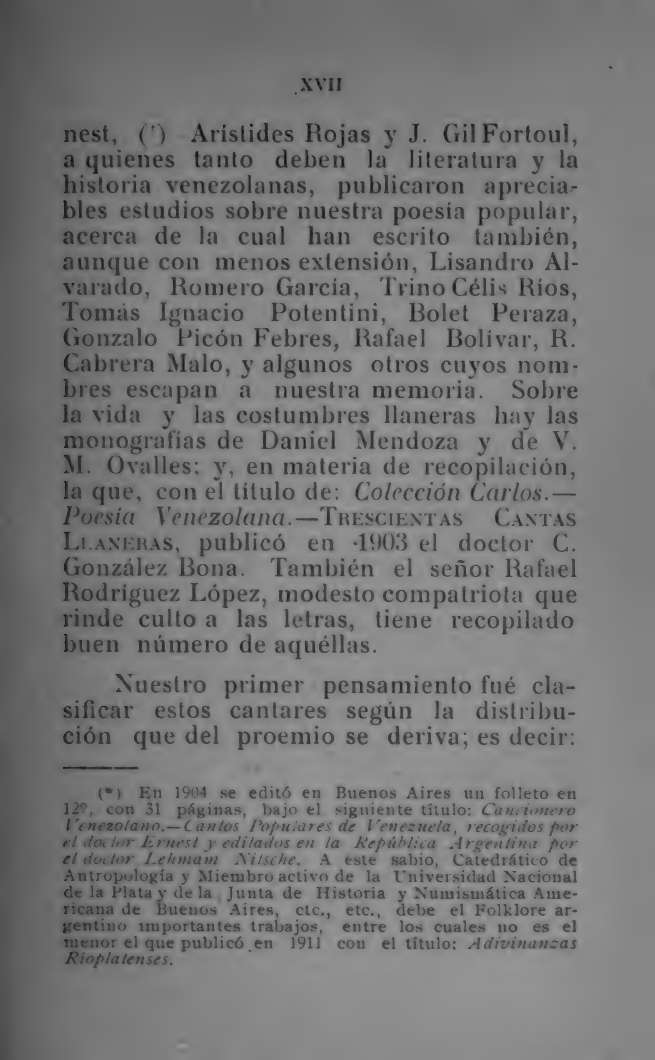 XVII
nest, (*) Arístides Rojas y J. Gil Fortoul,
a quienes tanto deben la literatura y la
historia venezolanas, publicaron aprecia-
bles estudios sobre nuestra poesía popular,
acerca de la cual han escrito también,
aunque con menos extensión, Lisandro Al-
varado, Romero García, Trino Célis Ríos,
Tomás Ignacio Potentini, Bolet Peraza,
Gonzalo Picón Febres, Rafael Bolívar, R.
Cabrera Malo, y algunos otros cuyos nom-
bres escapan a nuestra memoria. Sobre
la vida y las costumbres llaneras hay las
monografías de Daniel Mendoza y de V.
M. Ovalles; y, en materia de recopilación,
la que, con el título de: Colección Carlos.—
Poesía Venezolana.—TRESCIENTAS CANTAS
LLANERAS, publicó en 1903 el doctor C.
González Bona. También el señor Rafael
Rodríguez López, modesto compatriota que
rinde culto a las letras, tiene recopilado
buen número de aquéllas.
Nuestro primer pensamiento fué cla-
sificar estos cantares según la distribu-
ción que del proemio se deriva; es decir:
(*) En 1904 se editó en Buenos Aires un folleto en
12º, con 31 páginas, bajo el siguiente título: Cancionero
Venezolano.—Cantos Populares de Venezuela, recogidos por
el doctor Ernest y editados en la República Argentina por
el doctor Lehmam Nitsche. A este sabio, Catedrático de
Antropología y Miembro activo de la Universidad Nacional
de la Plata y de la Junta de Historia y Numismática Ame-
ricana de Buenos Aires, etc., etc., debe el Folklore ar-
gentino importantes trabajos, entre los cuales no es el
menor el que publicó en 1911 con el título: Adivinanzas
Rioplatenses.